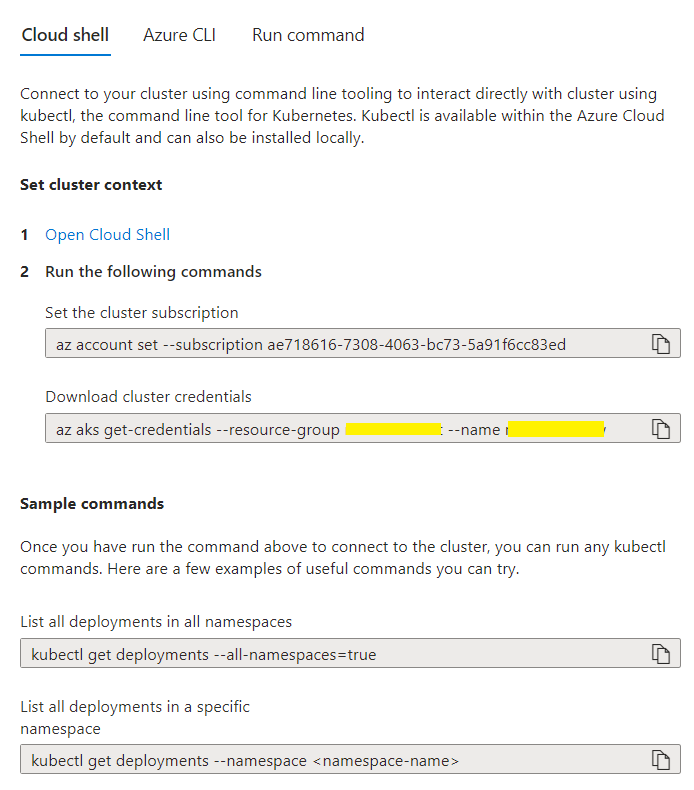 Cloud shell Azure CLI Run command
Connect to your cluster using command line tooling to interact directly with cluster using
kubectl, the command line tool for Kubernetes. Kubectl is available within the Azure Cloud
Shell by default and can also be installed locally.
Set cluster context
1 Open Cloud Shell
2 Run the following commands
Set the cluster subscription
az account set --subscription ae718616-7308-4063-bc73-5a91f6cc83ed
Download cluster credentials
az aks get-credentials --resource-group --name
Sample commands
Once you have run the command above to connect to the cluster, you can run any kubectl
commands. Here are a few examples of useful commands you can try.
List all deployments in all namespaces
kubectl get deployments --all-namespaces=true
List all deployments in a specific
namespace
kubectl get deployments --namespace <namespace-name>